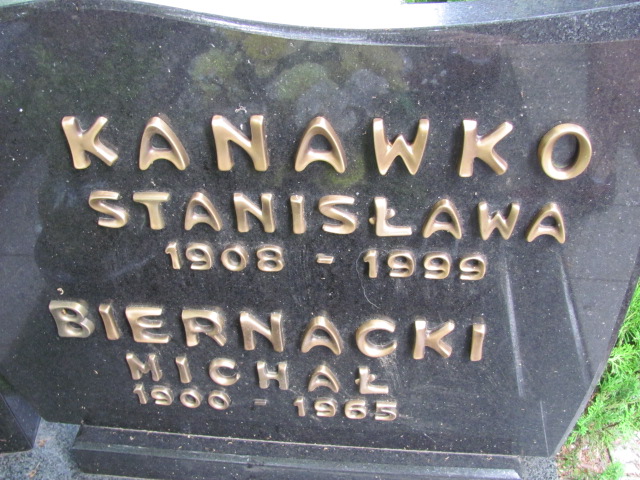 KANAWKO
STANISŁAWA
1908 - 1999
BIERNACKI
MICHAŁ
1900 - 1965